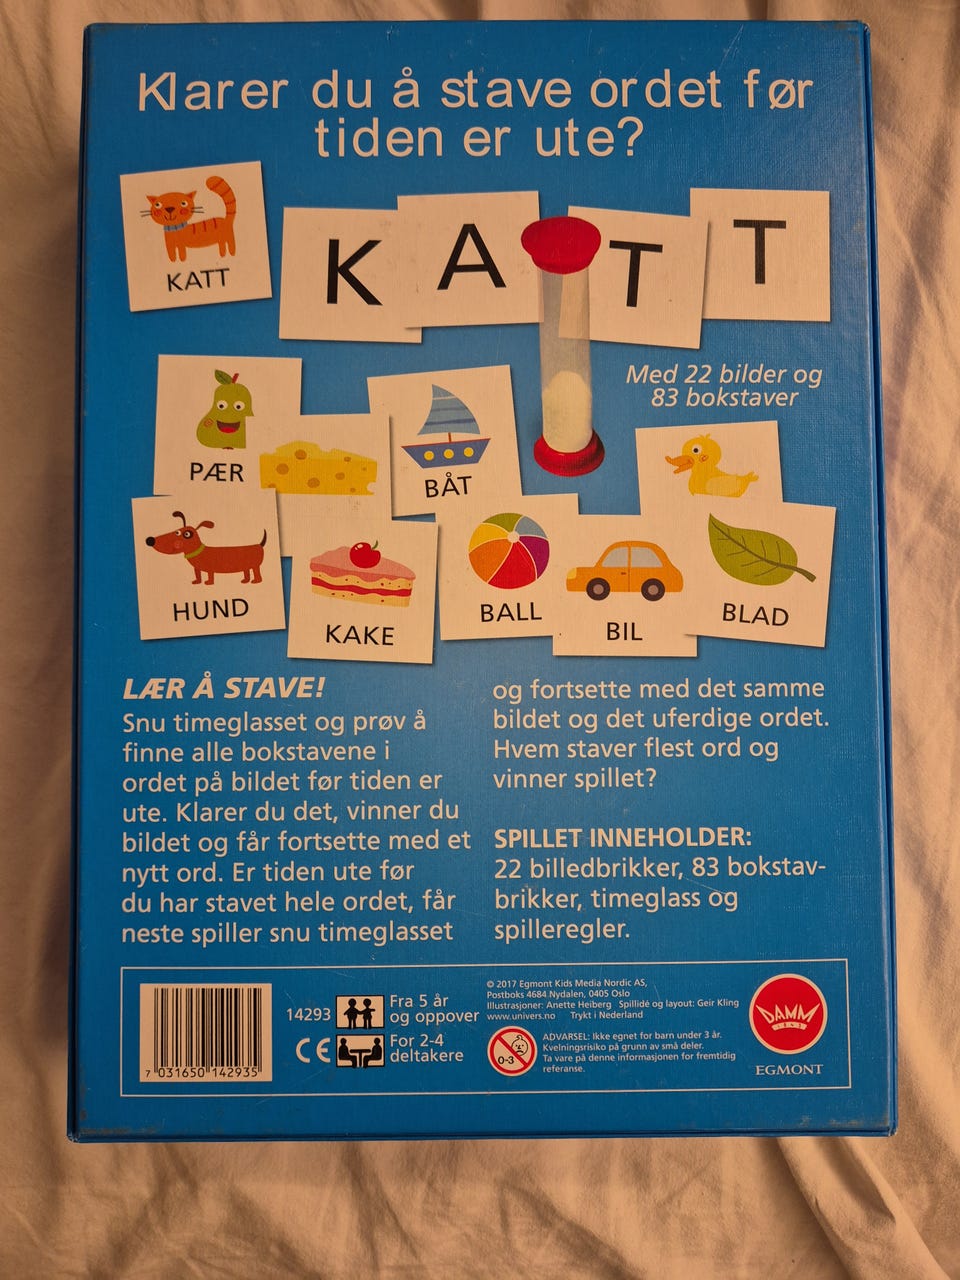 Klarer du å stave ordet før
tiden er ute?
KATT
K A T T
Med 22 bilder og
83 bokstaver
PÆR
BÅT
HUND
KAKE
BALL
BIL
BLAD
LÆR Å STAVE!
Snu timeglasset og prøv å
finne alle bokstavene i
ordet på bildet før tiden er
ute. Klarer du det, vinner du
bildet og får fortsette med et
nytt ord. Er tiden ute før
du har stavet hele ordet, får
neste spiller snu timeglasset
og fortsette med det samme
bildet og det uferdige ordet.
Hvem staver flest ord og
vinner spillet?
SPILLET INNEHOLDER:
22 billedbrikker, 83 bokstav-
brikker, timeglass og
spilleregler.
7 031650 142935
14293
CE
Fra 5 år
og oppover
For 2-4
deltakere
© 2017 Egmont Kids Media Nordic AS,
Postboks 4684 Nydalen, 0405 Oslo
Illustrasjoner: Anette Heiberg Spillidé og layout: Geir Kling
www.univers.no Trykt i Nederland
0-3
ADVARSEL: Ikke egnet for barn under 3 år.
Kvelningsrisiko på grunn av små deler.
Ta vare på denne informasjonen for fremtidig
referanse.
DAMM
1843
EGMONT